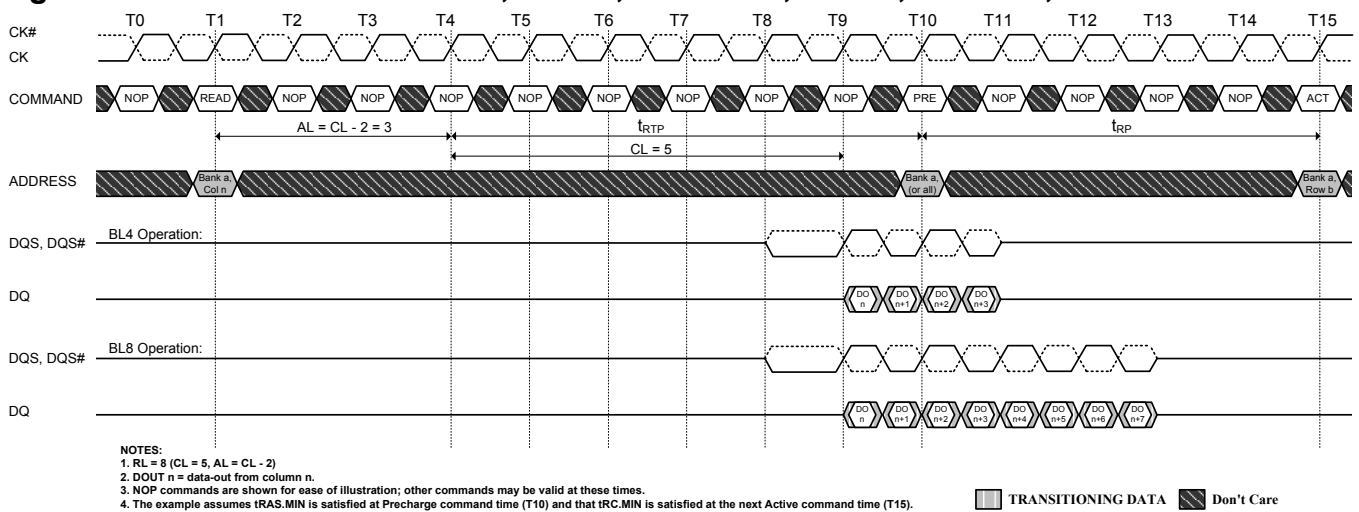 T0 T1 T2 T3 T4 T5 T6 T7 T8 T9 T10 T11 T12 T13 T14 T15
CK#
CK
COMMAND NOP READ NOP NOP NOP NOP NOP NOP NOP NOP PRE NOP NOP NOP NOP ACT
AL = CL - 2 = 3 tRTP tRP
CL = 5
ADDRESS Bank a, Col n Bank a, (or all) Bank a, Row b
DQS, DQS# BL4 Operation:
DQ DO n DO n+1 DO n+2 DO n+3
DQS, DQS# BL8 Operation:
DQ DO n DO n+1 DO n+2 DO n+3 DO n+4 DO n+5 DO n+6 DO n+7
NOTES:
1. RL = 8 (CL = 5, AL = CL - 2)
2. DOUT n = data-out from column n.
3. NOP commands are shown for ease of illustration; other commands may be valid at these times.
4. The example assumes tRAS.MIN is satisfied at Precharge command time (T10) and that tRC.MIN is satisfied at the next Active command time (T15).
TRANSITIONING DATA Don't Care